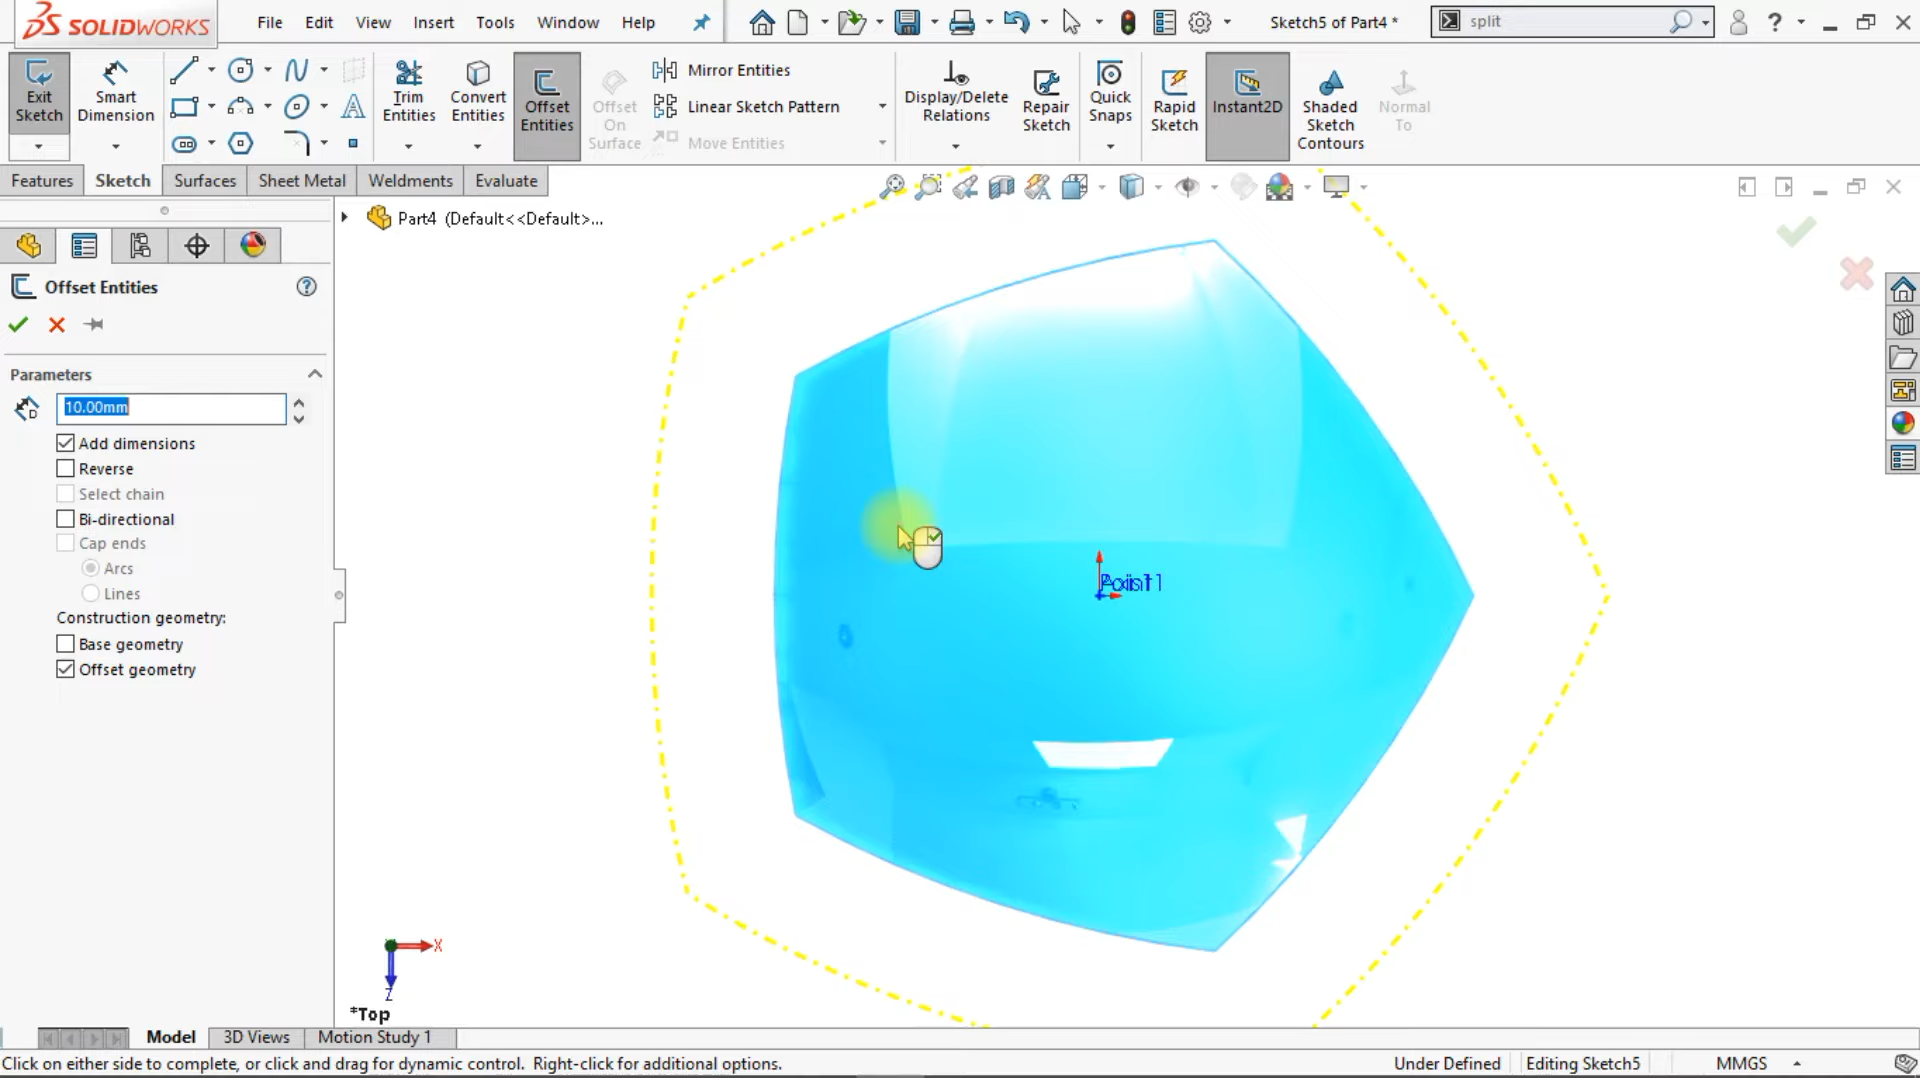 SOLIDWORKS
File Edit View Insert Tools Window Help
Sketch5 of Part4 *
split
Exit Sketch
Smart Dimension
Trim Entities
Convert Entities
Offset Entities
Offset On Surface
Mirror Entities
Linear Sketch Pattern
Move Entities
Display/Delete Relations
Repair Sketch
Quick Snaps
Rapid Sketch
Instant2D
Shaded Sketch Contours
Normal To
Features Sketch Surfaces Sheet Metal Weldments Evaluate
Part4 (Default<<Default>...
Offset Entities
Parameters
10.00mm
Add dimensions
Reverse
Select chain
Bi-directional
Cap ends
Arcs
Lines
Construction geometry:
Base geometry
Offset geometry
X
Z
*Top
Model 3D Views Motion Study 1
Click on either side to complete, or click and drag for dynamic control. Right-click for additional options.
Under Defined Editing Sketch5 MMGS